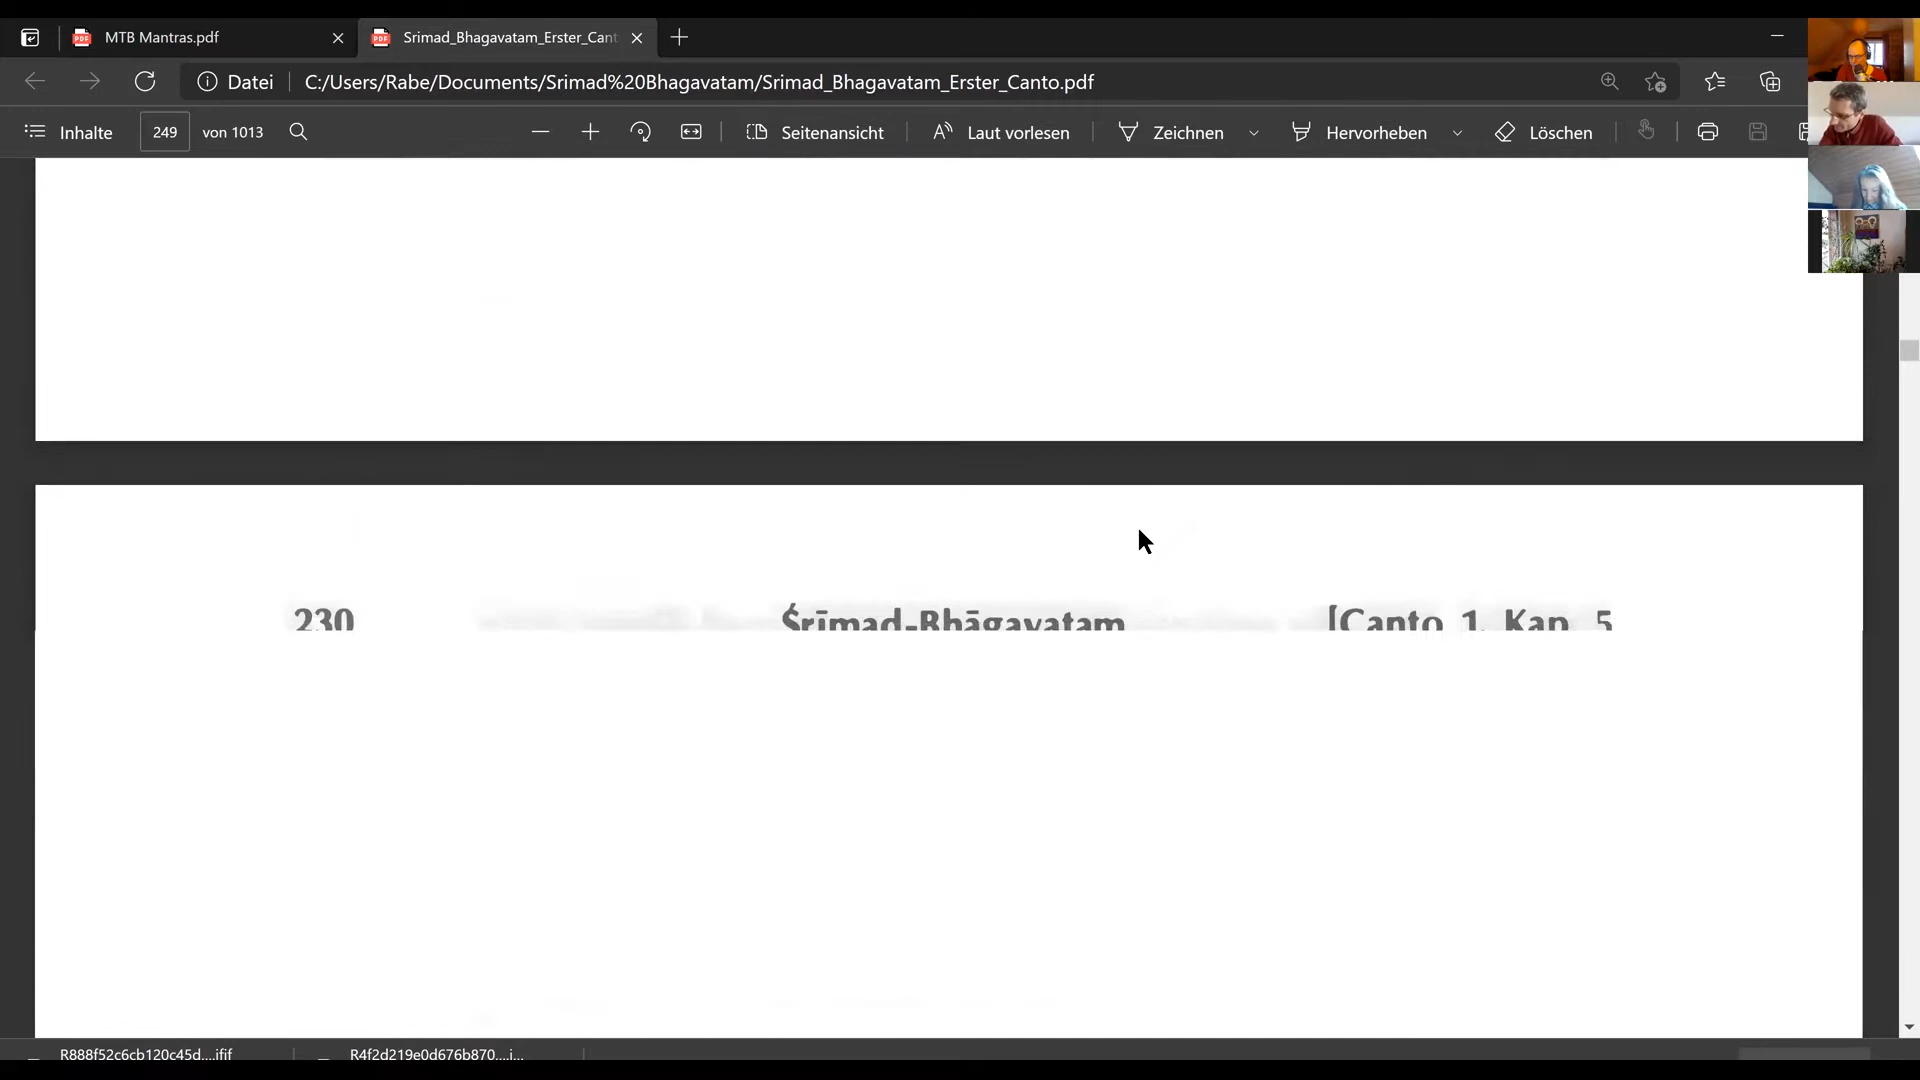 MTB Mantras.pdf
Srimad_Bhagavatam_Erster_Cant
Datei
C:/Users/Rabe/Documents/Srimad%20Bhagavatam/Srimad_Bhagavatam_Erster_Canto.pdf
Inhalte
249
von 1013
Seitenansicht
Laut vorlesen
Zeichnen
Hervorheben
Löschen
230
Śrīmad-Bhāgavatam
[Canto 1, Kap. 5
R888f52c6cb120c45d....jfif
R4f2d219e0d676b870....j...